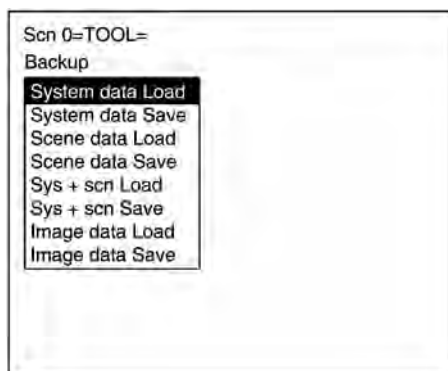 Scn 0=TOOL=
Backup
System data Load
System data Save
Scene data Load
Scene data Save
Sys + scn Load
Sys + scn Save
Image data Load
Image data Save